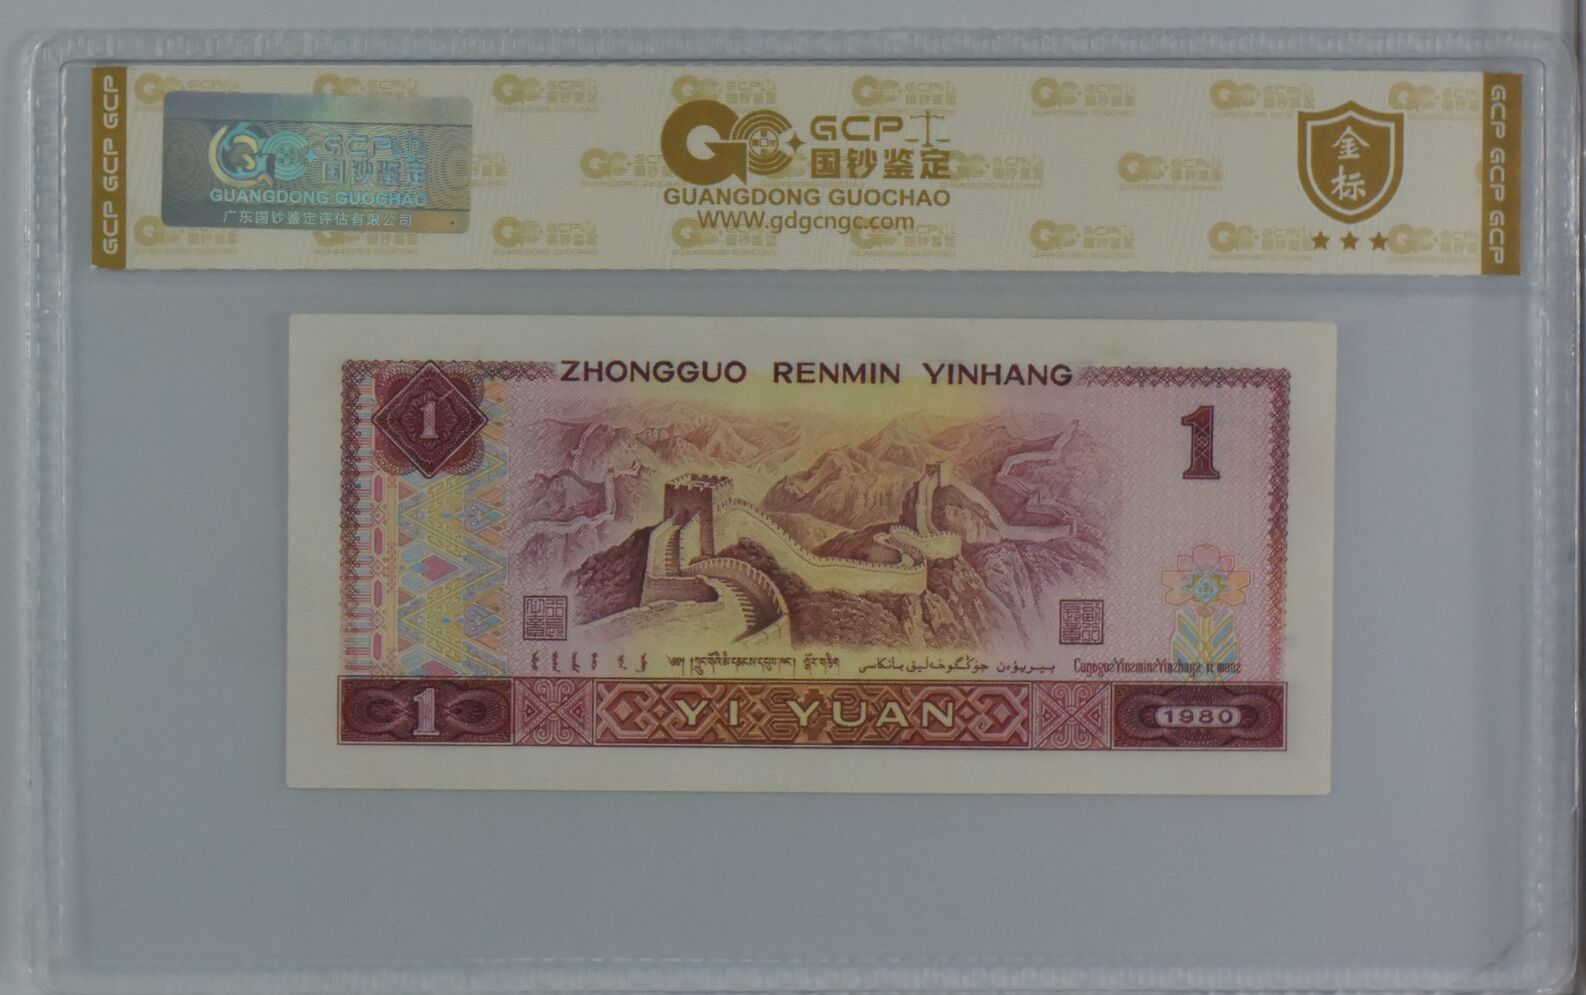 GCP GCP GCP
GCP
国钞鉴定
GUANGDONG GUOCHAO
广东国钞鉴定评估有限公司
GCP
国钞鉴定
GUANGDONG GUOCHAO
WWW.gdgcngc.com
金标
GCP GCP GCP
ZHONGGUO RENMIN YINHANG
1
1
YI YUAN
1
1980